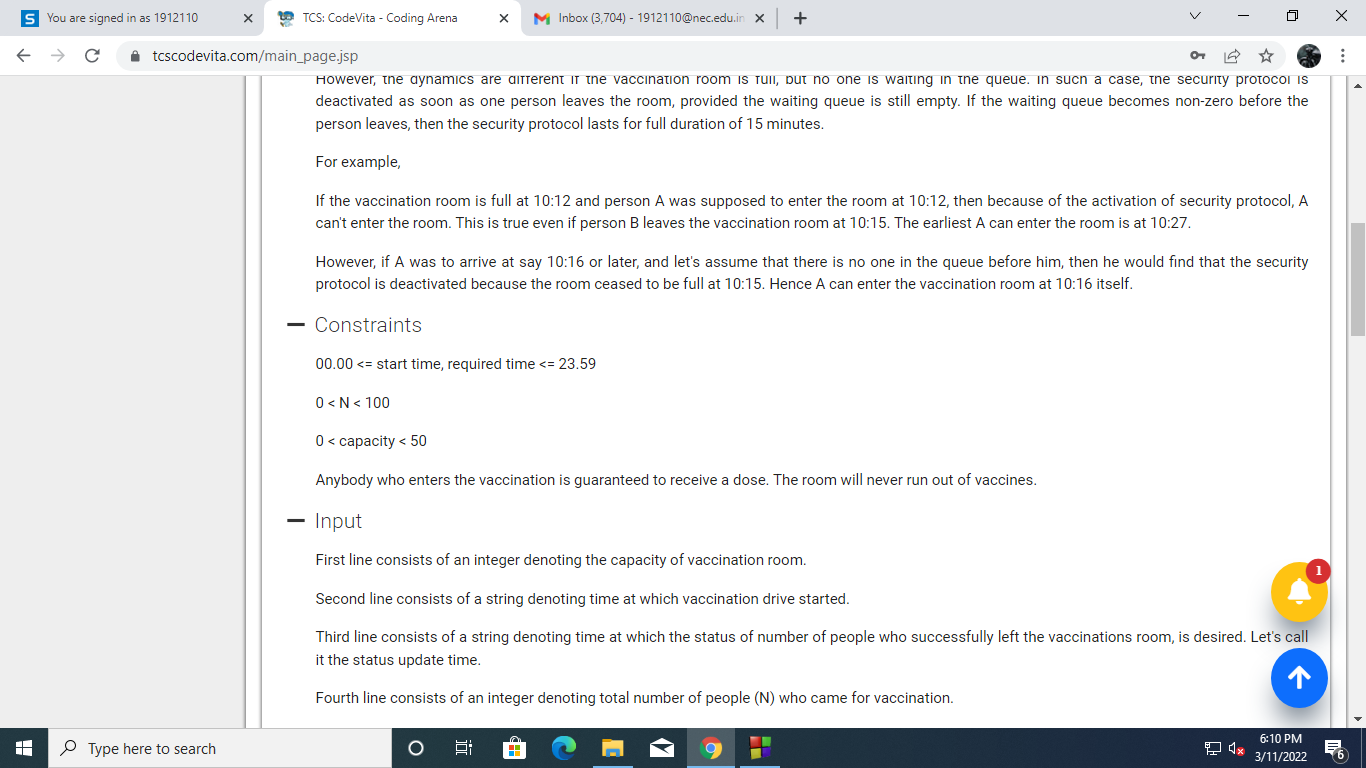 You are signed in as 1912110
TCS: CodeVita - Coding Arena
Inbox (3,704) - 1912110@nec.edu.in
tcscodevita.com/main_page.jsp
However, the dynamics are different if the vaccination room is full, but no one is waiting in the queue. In such a case, the security protocol is
deactivated as soon as one person leaves the room, provided the waiting queue is still empty. If the waiting queue becomes non-zero before the
person leaves, then the security protocol lasts for full duration of 15 minutes.
For example,
If the vaccination room is full at 10:12 and person A was supposed to enter the room at 10:12, then because of the activation of security protocol, A
can't enter the room. This is true even if person B leaves the vaccination room at 10:15. The earliest A can enter the room is at 10:27.
However, if A was to arrive at say 10:16 or later, and let's assume that there is no one in the queue before him, then he would find that the security
protocol is deactivated because the room ceased to be full at 10:15. Hence A can enter the vaccination room at 10:16 itself.
Constraints
00.00 <= start time, required time <= 23.59
0 < N < 100
0 < capacity < 50
Anybody who enters the vaccination is guaranteed to receive a dose. The room will never run out of vaccines.
Input
First line consists of an integer denoting the capacity of vaccination room.
Second line consists of a string denoting time at which vaccination drive started.
Third line consists of a string denoting time at which the status of number of people who successfully left the vaccinations room, is desired. Let's call
it the status update time.
Fourth line consists of an integer denoting total number of people (N) who came for vaccination.
1
Type here to search
6:10 PM
3/11/2022
6